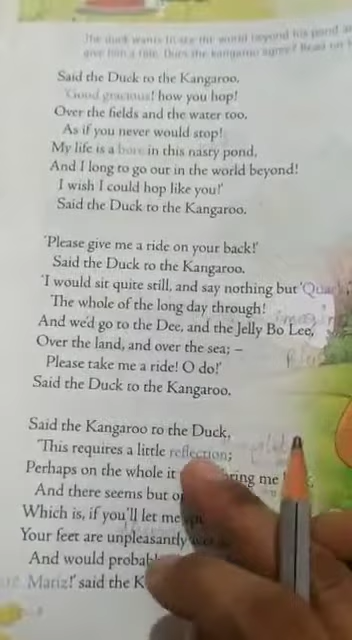 The duck wants to see the world beyond his pond
give him a ride. Does the kangaroo agree? Read on
Said the Duck to the Kangaroo,
'Good gracious! how you hop!
Over the fields and the water too,
As if you never would stop!
My life is a bore in this nasty pond,
And I long to go out in the world beyond!
I wish I could hop like you!'
Said the Duck to the Kangaroo.
'Please give me a ride on your back!'
Said the Duck to the Kangaroo.
'I would sit quite still, and say nothing but 'Quack,'
The whole of the long day through!
And we'd go to the Dee, and the Jelly Bo Lee,
Over the land, and over the sea; –
Please take me a ride! O do!'
Said the Duck to the Kangaroo.
Said the Kangaroo to the Duck,
'This requires a little reflection;
Perhaps on the whole it me
And there seems but
Which is, if you'll let me
Your feet are unpleasantly
And would
said the